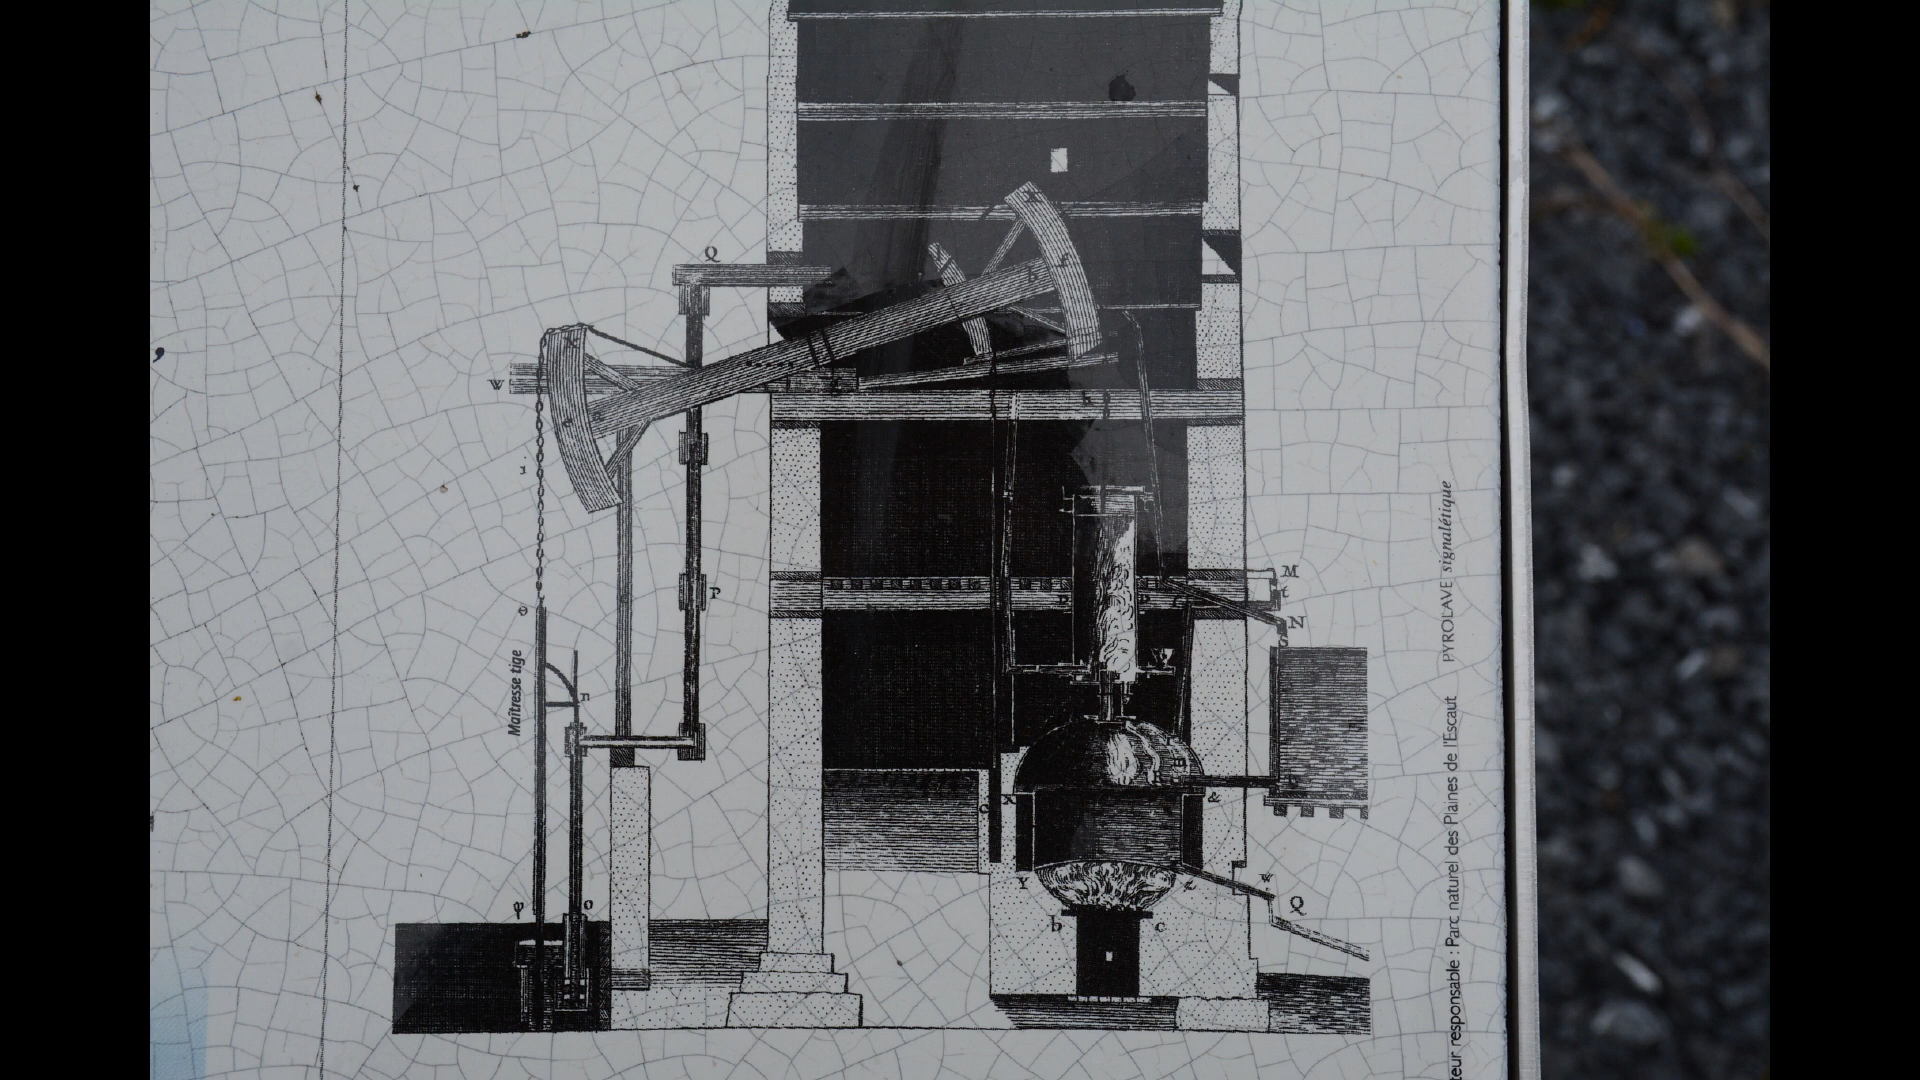 Q
W
i
P
M
t
N
S
e
n
Maîtresse tige
x
&
Y
w
Q
ψ
o
b
c
k
PYROLAVE signalétique
teur responsable : Parc naturel des Plaines de l'Escaut